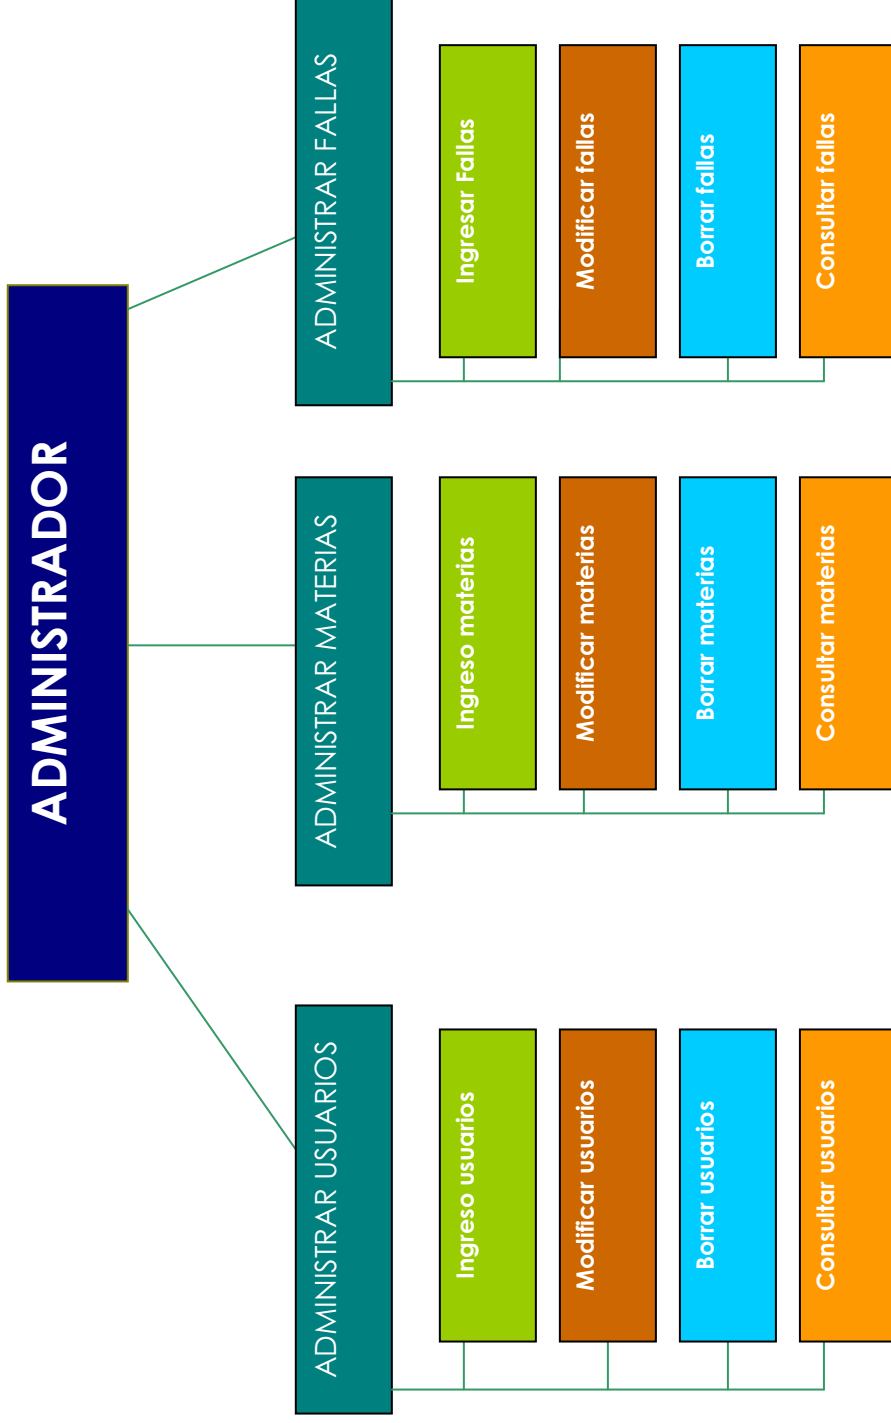 ADMINISTRADOR
ADMINISTRAR USUARIOS
Ingreso usuarios
Modificar usuarios
Borrar usuarios
Consultar usuarios
ADMINISTRAR MATERIAS
Ingreso materias
Modificar materias
Borrar materias
Consultar materias
ADMINISTRAR FALLAS
Ingresar Fallas
Modificar fallas
Borrar fallas
Consultar fallas